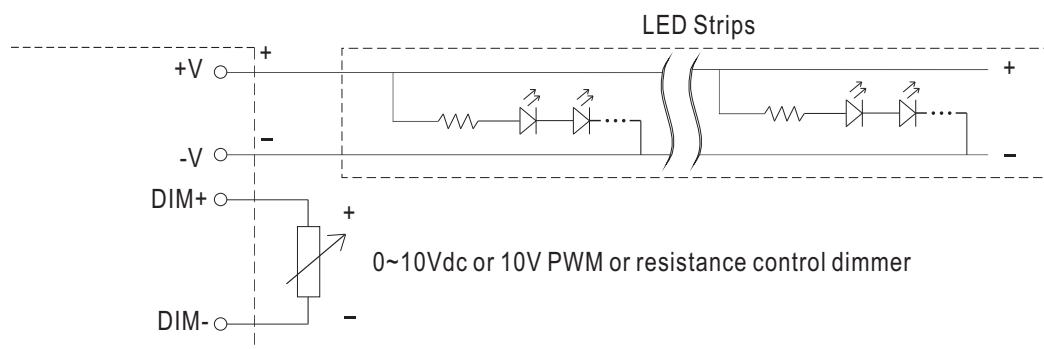 LED Strips
+
+V
+
-
-V
-
DIM+
+
0~10Vdc or 10V PWM or resistance control dimmer
-
DIM-